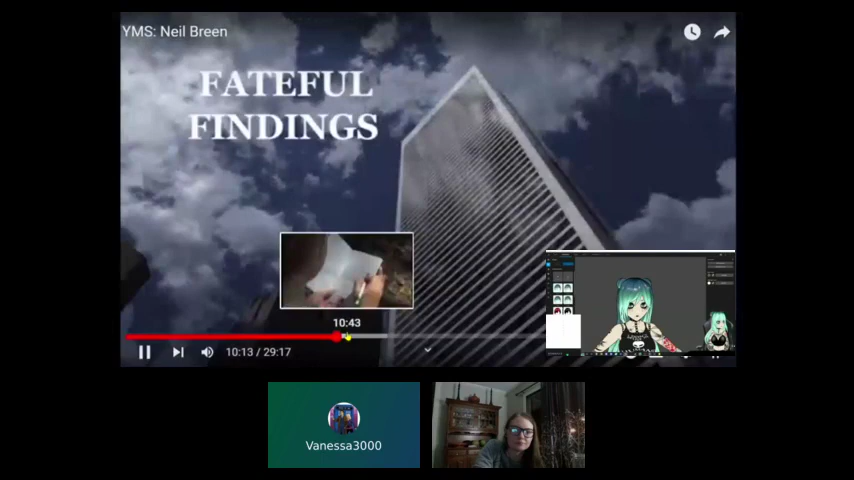 YMS: Neil Breen
FATEFUL
FINDINGS
10:43
10:13 / 29:17
Vanessa3000